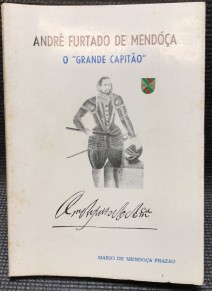 ANDRÉ FURTADO DE MENDÓÇA
O "GRANDE CAPITÃO"
MARIO DE MENDOÇA FRAZÃO